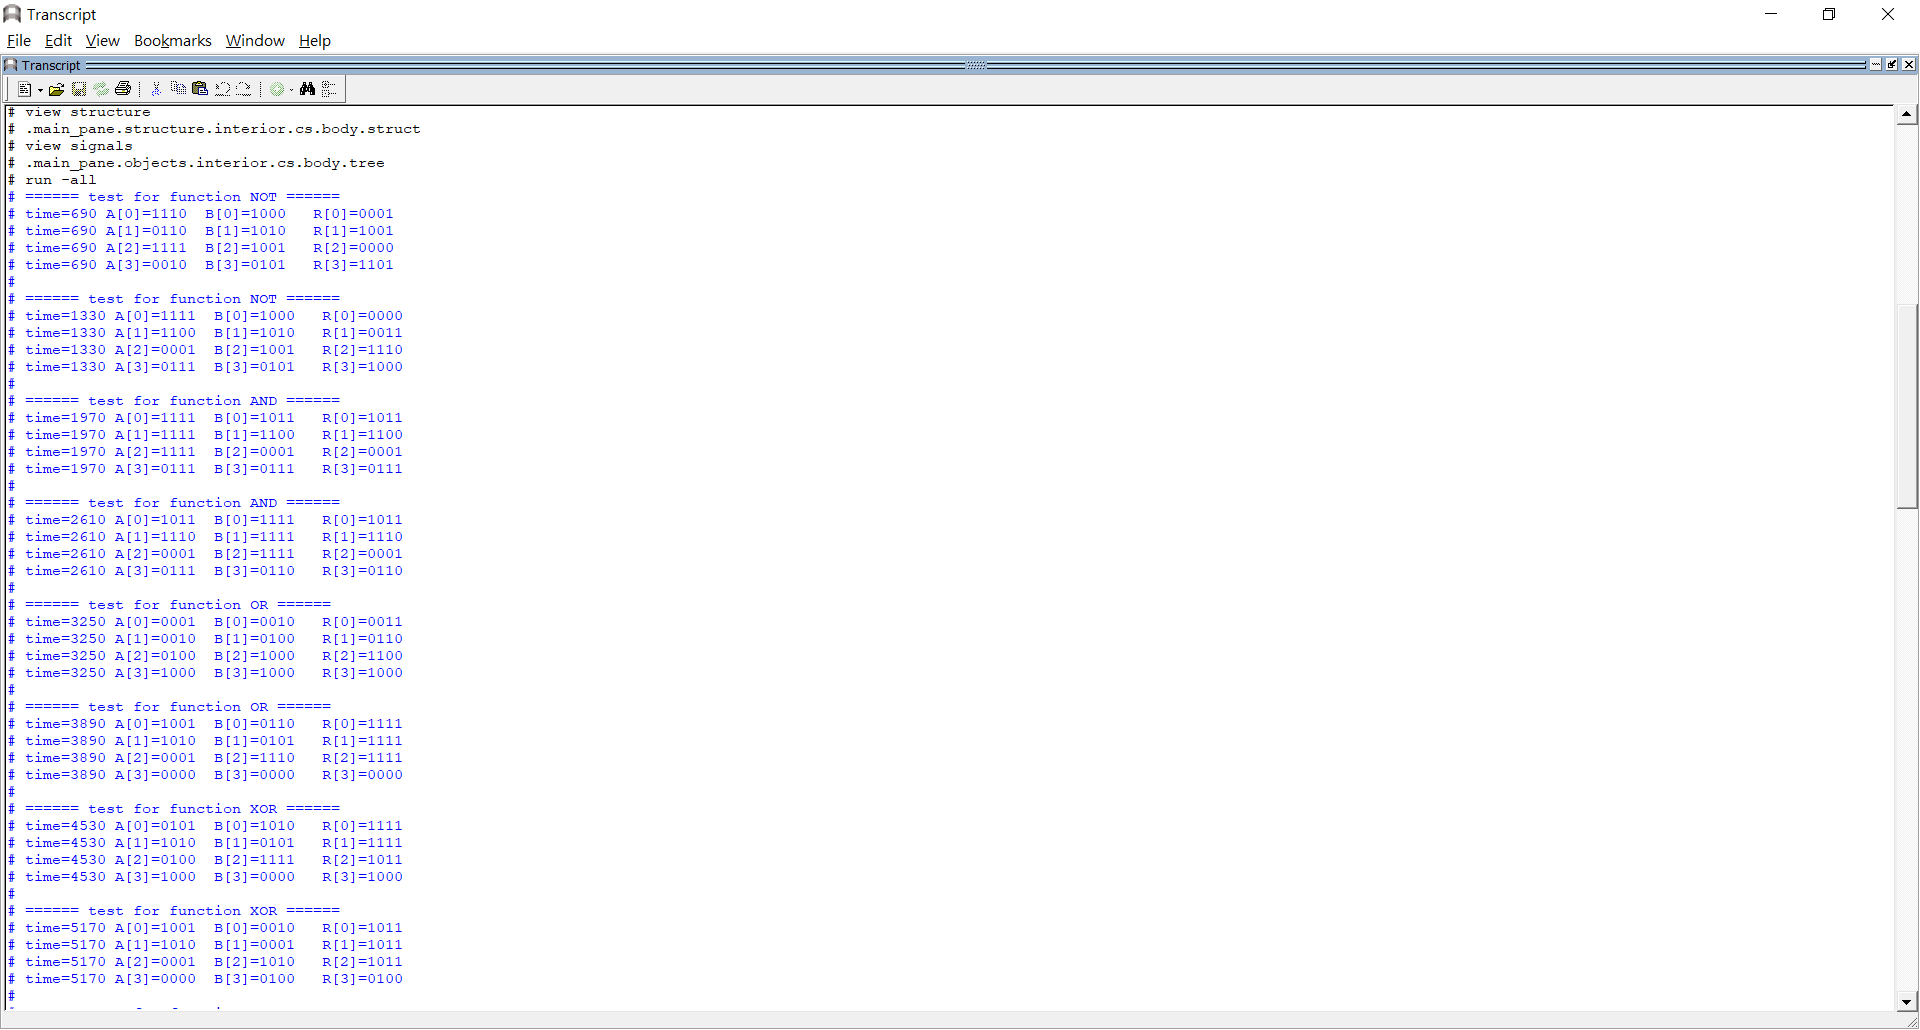 Transcript
File Edit View Bookmarks Window Help
Transcript
# view structure
# .main_pane.structure.interior.cs.body.struct
# view signals
# .main_pane.objects.interior.cs.body.tree
# run -all
# ====== test for function NOT ======
# time=690 A[0]=1110  B[0]=1000   R[0]=0001
# time=690 A[1]=0110  B[1]=1010   R[1]=1001
# time=690 A[2]=1111  B[2]=1001   R[2]=0000
# time=690 A[3]=0010  B[3]=0101   R[3]=1101
#
# ====== test for function NOT ======
# time=1330 A[0]=1111  B[0]=1000   R[0]=0000
# time=1330 A[1]=1100  B[1]=1010   R[1]=0011
# time=1330 A[2]=0001  B[2]=1001   R[2]=1110
# time=1330 A[3]=0111  B[3]=0101   R[3]=1000
#
# ====== test for function AND ======
# time=1970 A[0]=1111  B[0]=1011   R[0]=1011
# time=1970 A[1]=1111  B[1]=1100   R[1]=1100
# time=1970 A[2]=1111  B[2]=0001   R[2]=0001
# time=1970 A[3]=0111  B[3]=0111   R[3]=0111
#
# ====== test for function AND ======
# time=2610 A[0]=1011  B[0]=1111   R[0]=1011
# time=2610 A[1]=1110  B[1]=1111   R[1]=1110
# time=2610 A[2]=0001  B[2]=1111   R[2]=0001
# time=2610 A[3]=0111  B[3]=0110   R[3]=0110
#
# ====== test for function OR ======
# time=3250 A[0]=0001  B[0]=0010   R[0]=0011
# time=3250 A[1]=0010  B[1]=0100   R[1]=0110
# time=3250 A[2]=0100  B[2]=1000   R[2]=1100
# time=3250 A[3]=1000  B[3]=1000   R[3]=1000
#
# ====== test for function OR ======
# time=3890 A[0]=1001  B[0]=0110   R[0]=1111
# time=3890 A[1]=1010  B[1]=0101   R[1]=1111
# time=3890 A[2]=0001  B[2]=1110   R[2]=1111
# time=3890 A[3]=0000  B[3]=0000   R[3]=0000
#
# ====== test for function XOR ======
# time=4530 A[0]=0101  B[0]=1010   R[0]=1111
# time=4530 A[1]=1010  B[1]=0101   R[1]=1111
# time=4530 A[2]=0100  B[2]=1111   R[2]=1011
# time=4530 A[3]=1000  B[3]=0000   R[3]=1000
#
# ====== test for function XOR ======
# time=5170 A[0]=1001  B[0]=0010   R[0]=1011
# time=5170 A[1]=1010  B[1]=0001   R[1]=1011
# time=5170 A[2]=0001  B[2]=1010   R[2]=1011
# time=5170 A[3]=0000  B[3]=0100   R[3]=0100
#